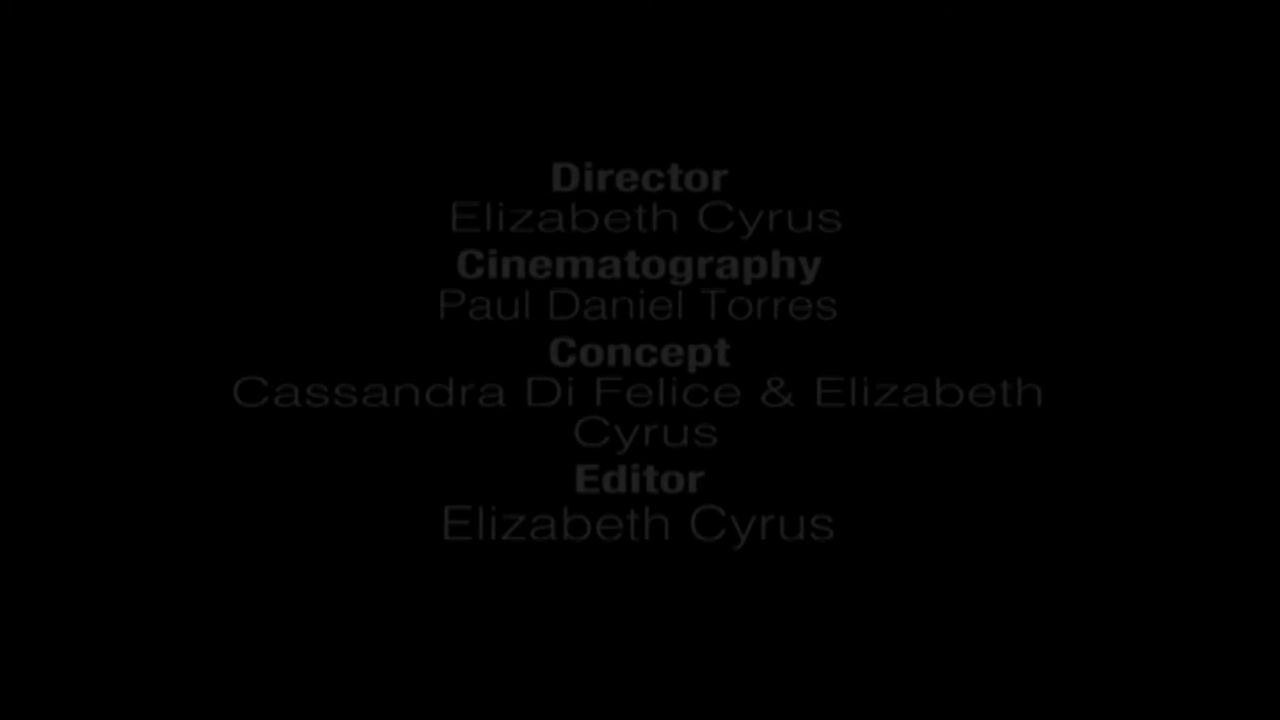 Director
Elizabeth Cyrus
Cinematography
Paul Daniel Torres
Concept
Cassandra Di Felice & Elizabeth
Cyrus
Editor
Elizabeth Cyrus